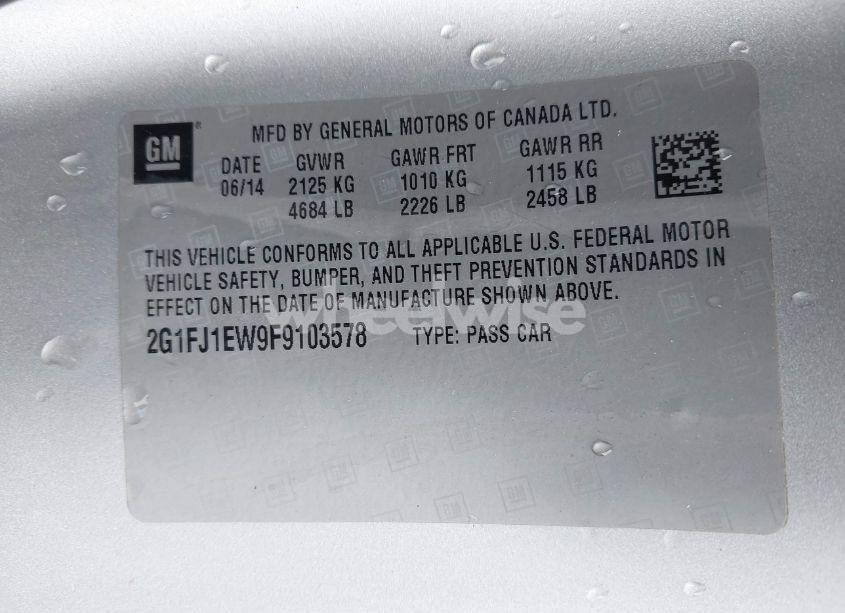 GM®
MFD BY GENERAL MOTORS OF CANADA LTD.
DATE GVWR GAWR FRT GAWR RR
06/14 2125 KG 1010 KG 1115 KG
4684 LB 2226 LB 2458 LB
THIS VEHICLE CONFORMS TO ALL APPLICABLE U.S. FEDERAL MOTOR
VEHICLE SAFETY, BUMPER, AND THEFT PREVENTION STANDARDS IN
EFFECT ON THE DATE OF MANUFACTURE SHOWN ABOVE.
wheelwise
2G1FJ1EW9F9103578 TYPE: PASS CAR
GM